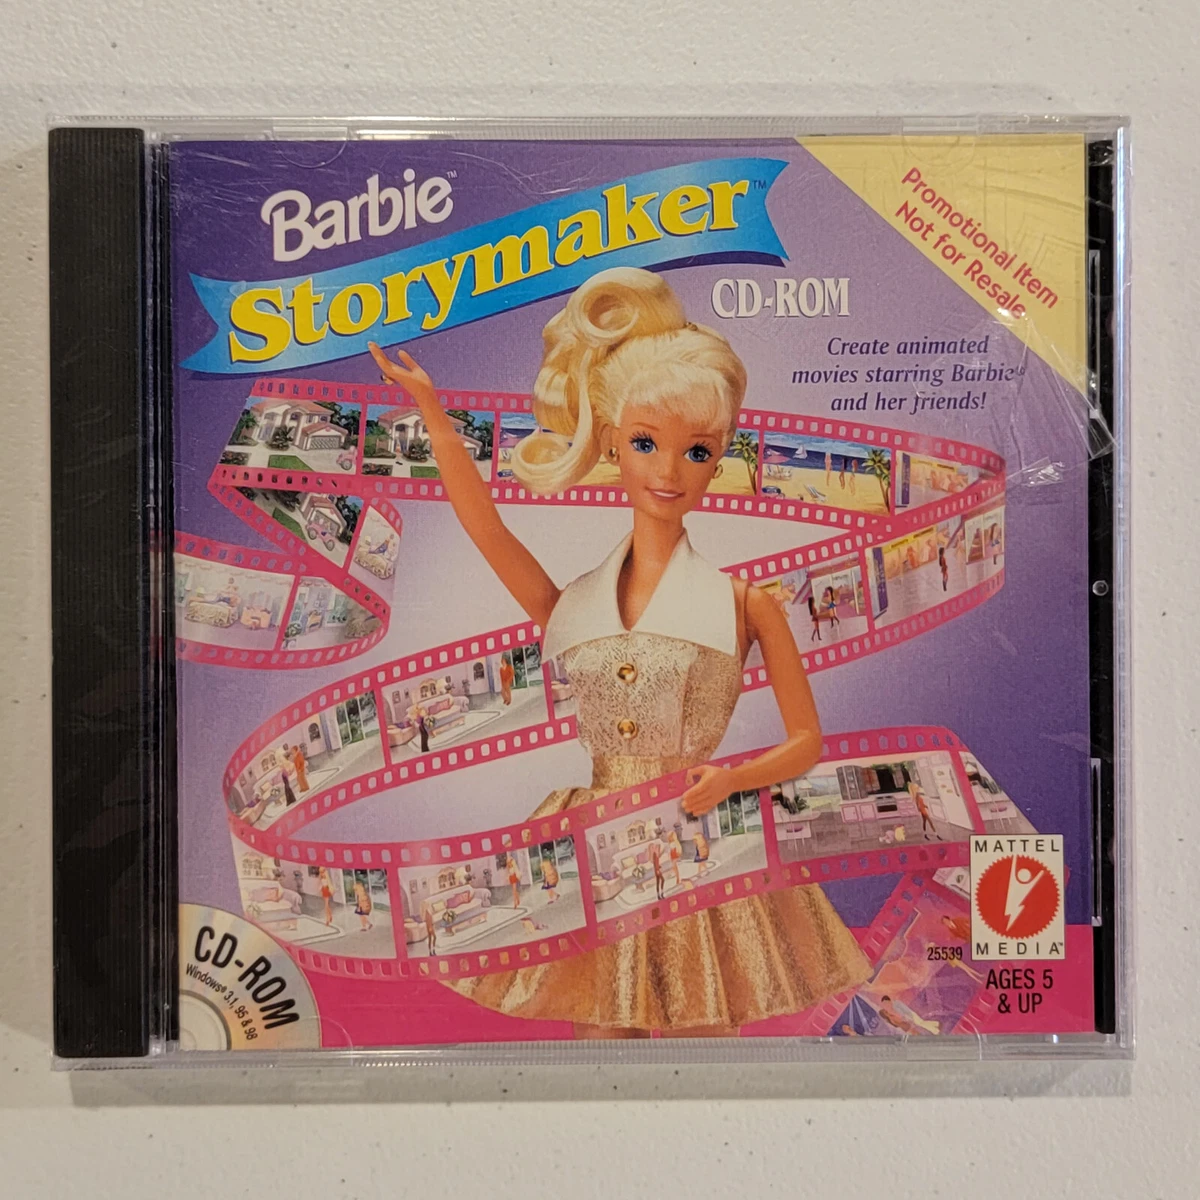 Barbie™
Storymaker™
CD-ROM
Promotional Item
Not for Resale
Create animated
movies starring Barbie®
and her friends!
CD-ROM
Windows® 3.1, 95 & 98
25539
MATTEL
MEDIA™
AGES 5
& UP